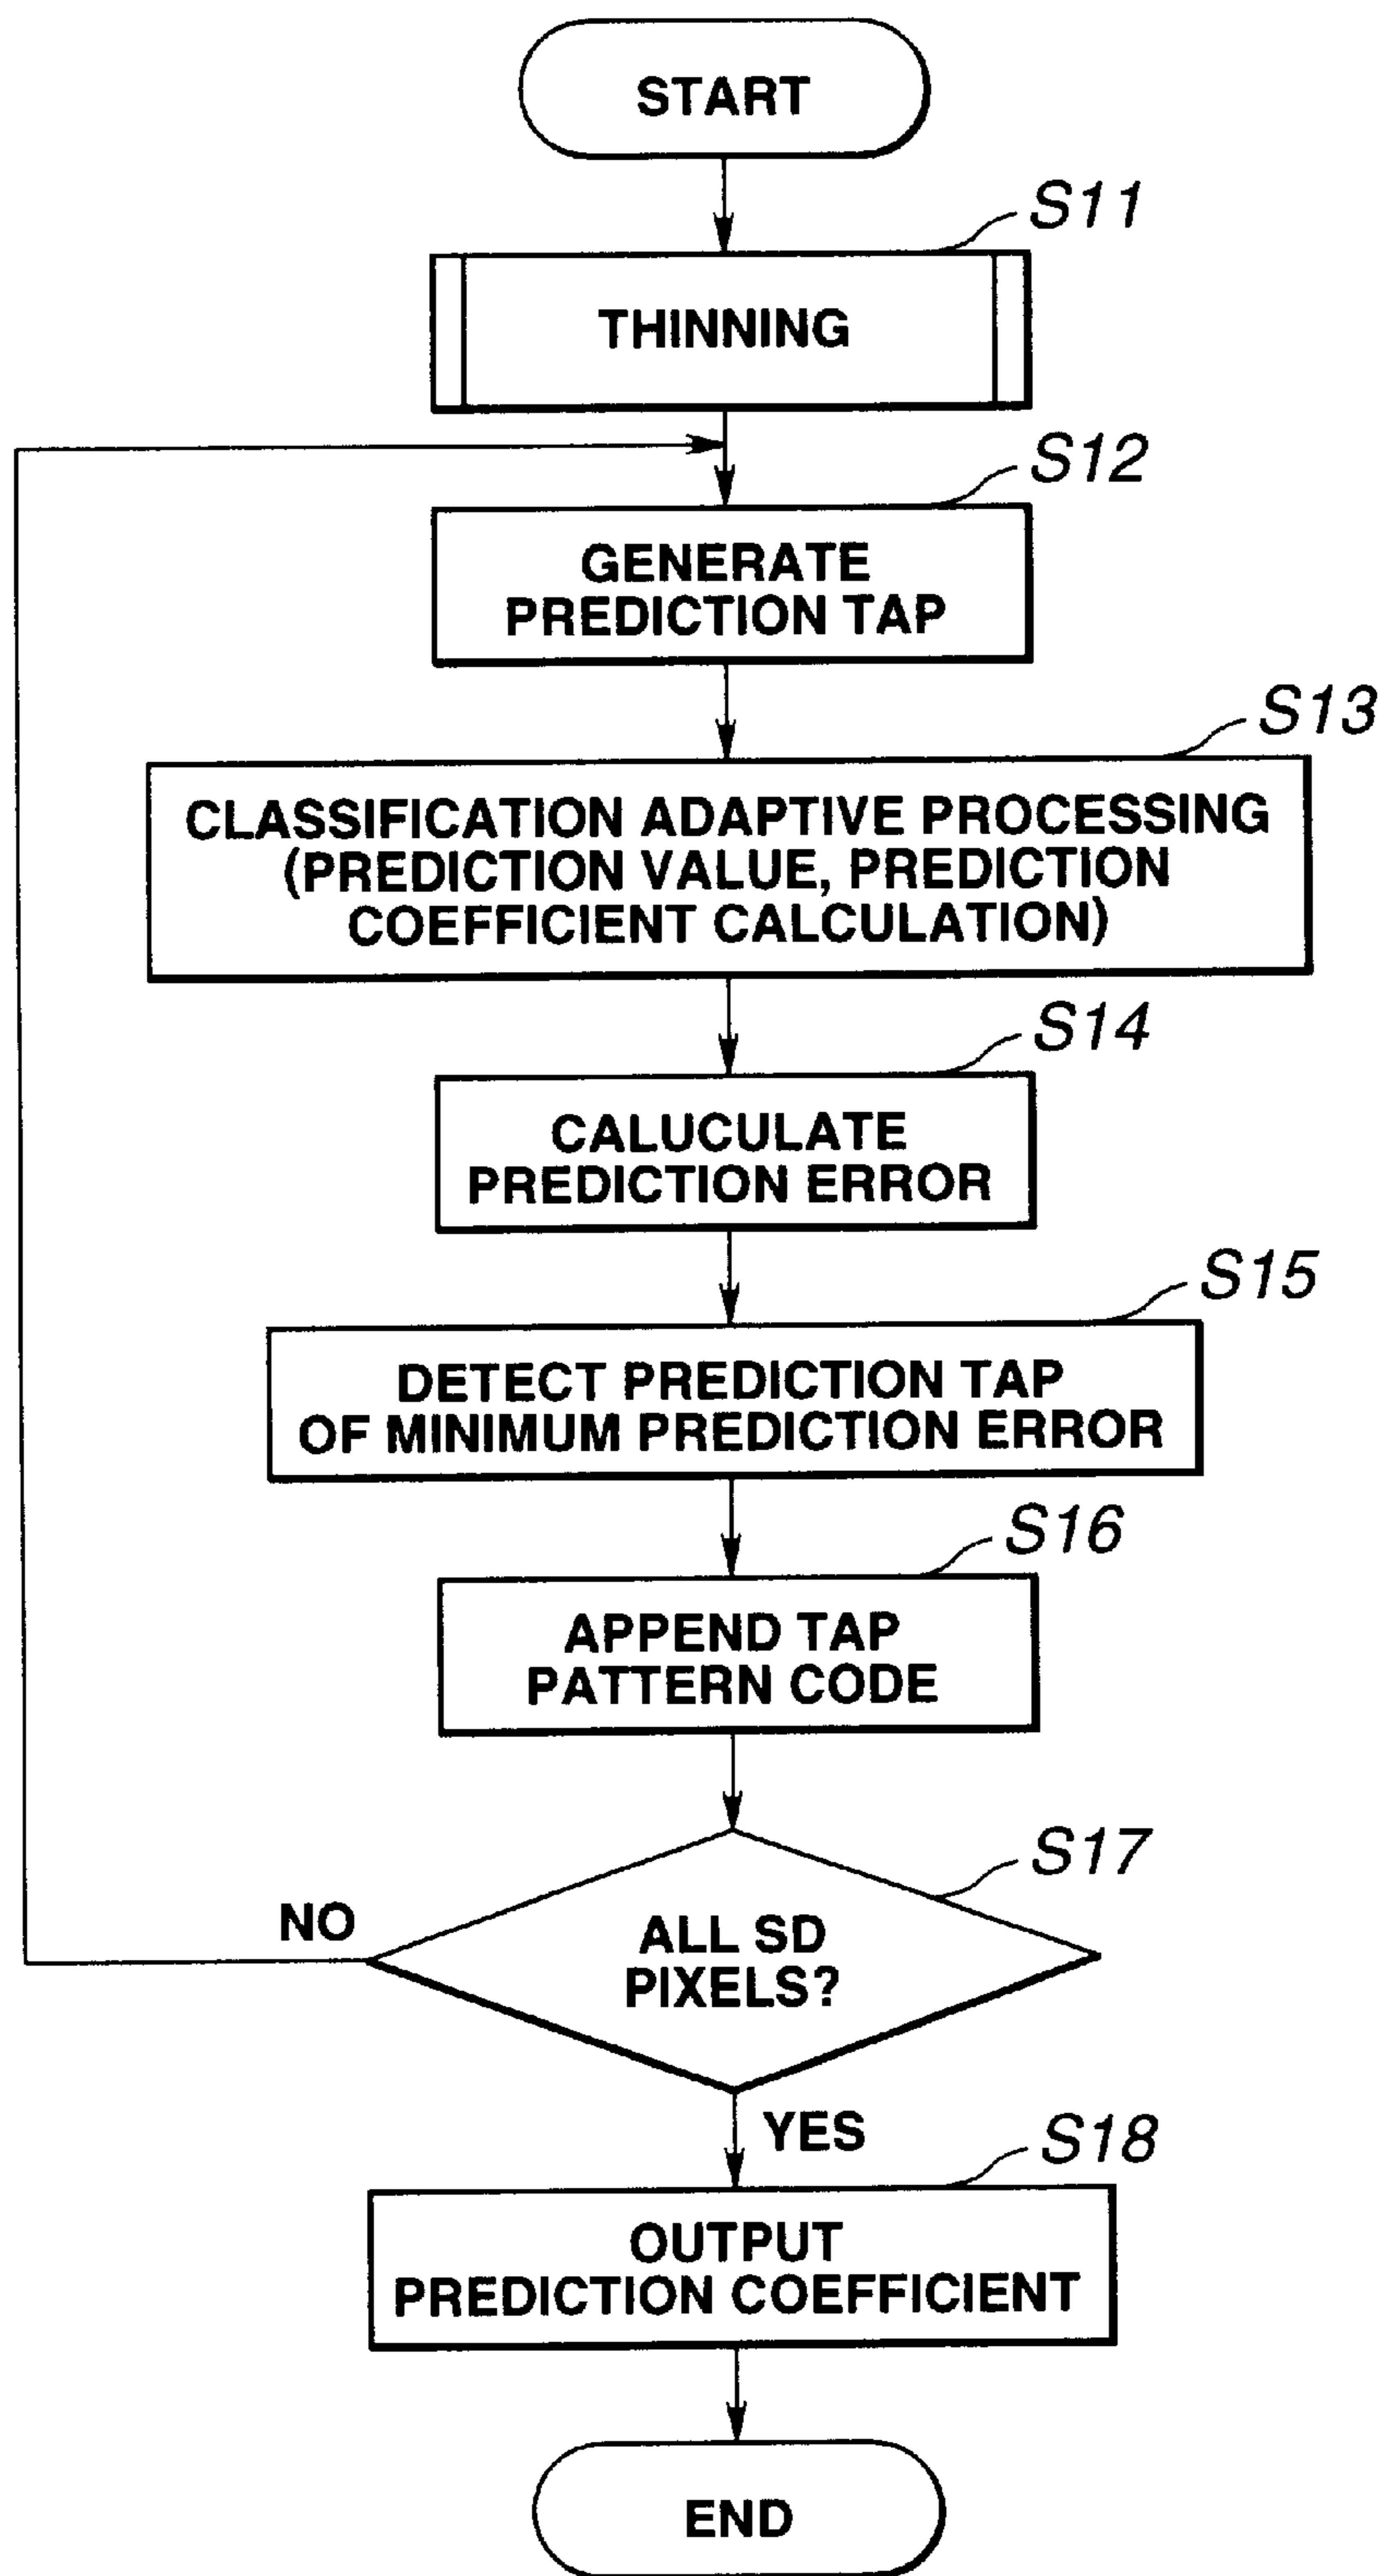 START
S11
THINNING
S12
GENERATE
PREDICTION TAP
S13
CLASSIFICATION ADAPTIVE PROCESSING
(PREDICTION VALUE, PREDICTION
COEFFICIENT CALCULATION)
S14
CALUCULATE
PREDICTION ERROR
S15
DETECT PREDICTION TAP
OF MINIMUM PREDICTION ERROR
S16
APPEND TAP
PATTERN CODE
S17
NO
ALL SD
PIXELS?
YES
S18
OUTPUT
PREDICTION COEFFICIENT
END